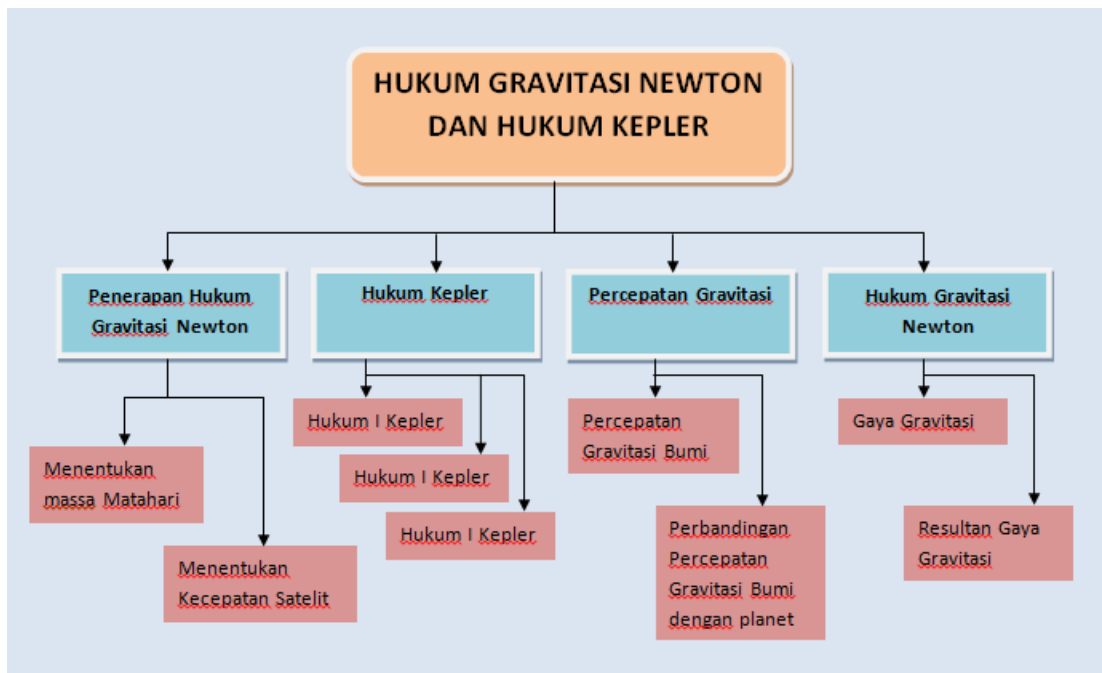 HUKUM GRAVITASI NEWTON
DAN HUKUM KEPLER
Penerapan Hukum
Gravitasi Newton
Menentukan
massa Matahari
Menentukan
Kecepatan Satelit
Hukum Kepler
Hukum I Kepler
Hukum I Kepler
Hukum I Kepler
Percepatan Gravitasi
Percepatan
Gravitasi Bumi
Perbandingan
Percepatan
Gravitasi Bumi
dengan planet
Hukum Gravitasi
Newton
Gaya Gravitasi
Resultan Gaya
Gravitasi